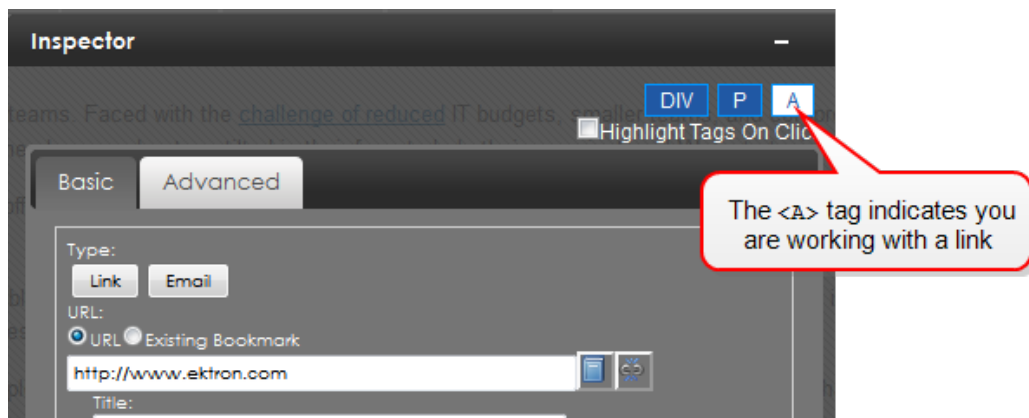 Inspector
DIV P A
teams. Faced with the challenge of reduced IT budgets,
Highlight Tags On Clic
Basic Advanced
The <A> tag indicates you
are working with a link
Type:
Link Email
URL:
URL Existing Bookmark
http://www.ektron.com
Title: